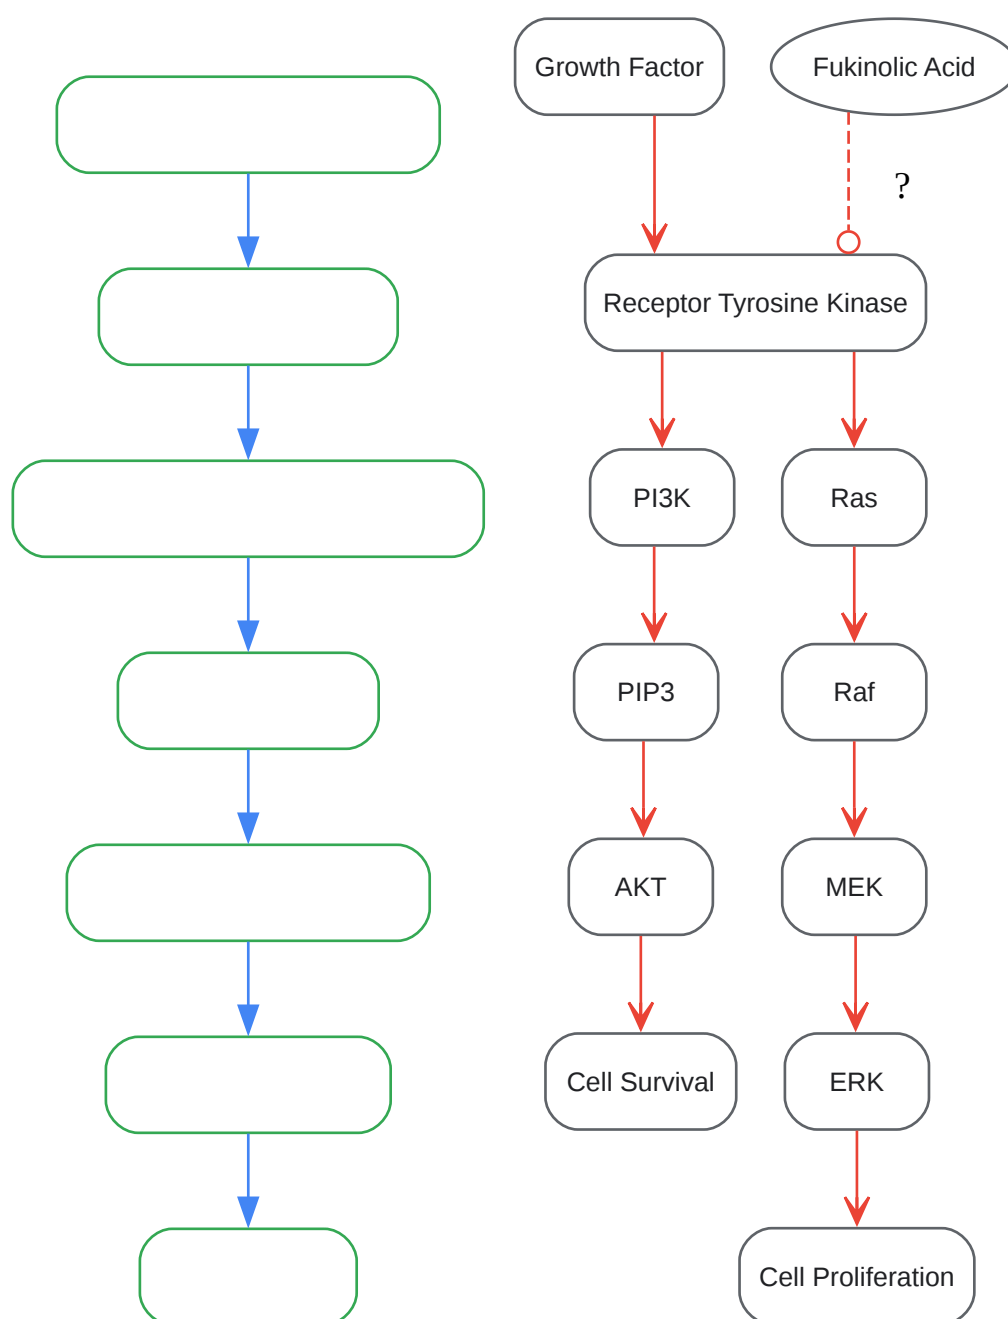 Growth Factor
Fukinolic Acid
?
Receptor Tyrosine Kinase
PI3K
Ras
PIP3
Raf
AKT
MEK
Cell Survival
ERK
Cell Proliferation